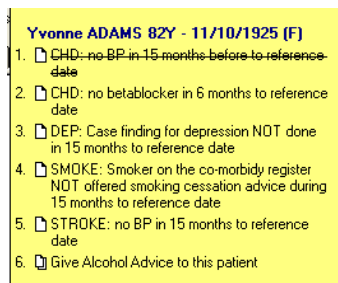 Yvonne ADAMS 82Y - 11/10/1925 (F)
1. CHD: no BP in 15 months before to reference
date
2. CHD: no betablocker in 6 months to reference
date
3. DEP: Case finding for depression NOT done
in 15 months to reference date
4. SMOKE: Smoker on the co-morbidy register
NOT offered smoking cessation advice during
15 months to reference date
5. STROKE: no BP in 15 months to reference
date
6. Give Alcohol Advice to this patient